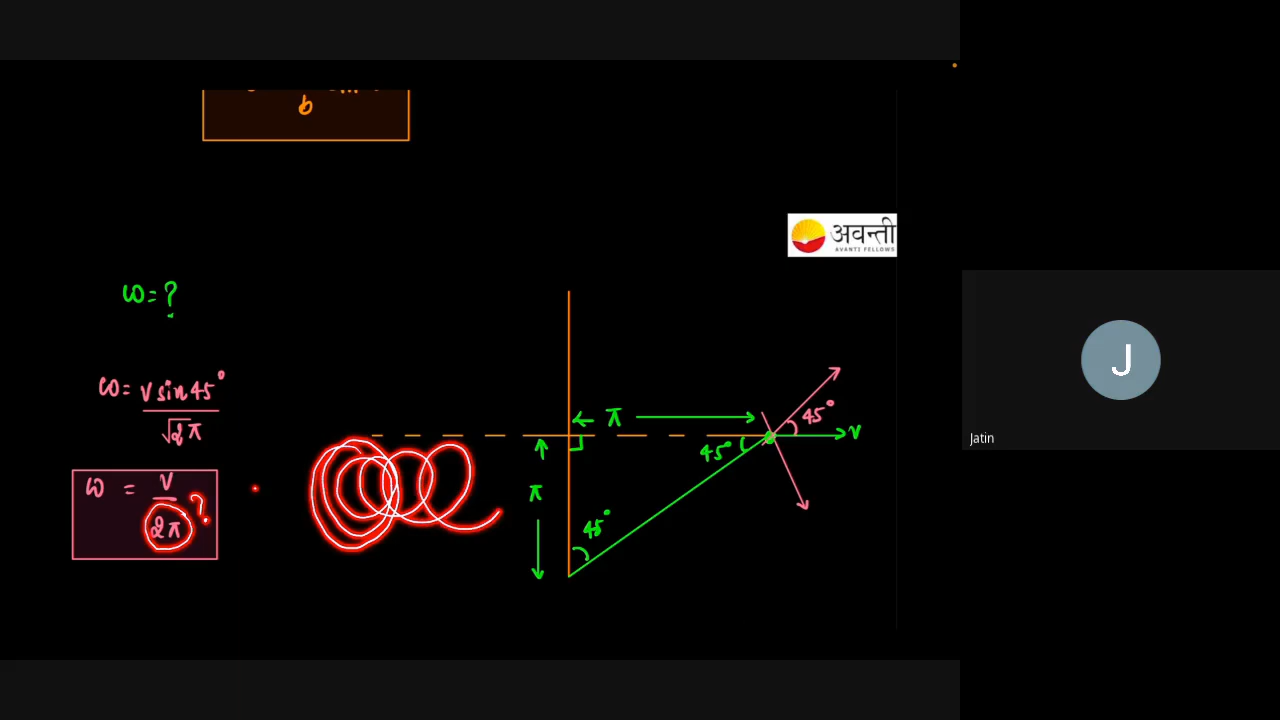 b
अवन्ती
AVANTI FELLOWS
ω = ?
ω = v sin 45°
√2 π
ω = v
2π ?
← π →
45°
v
45°
π
45°
J
Jatin